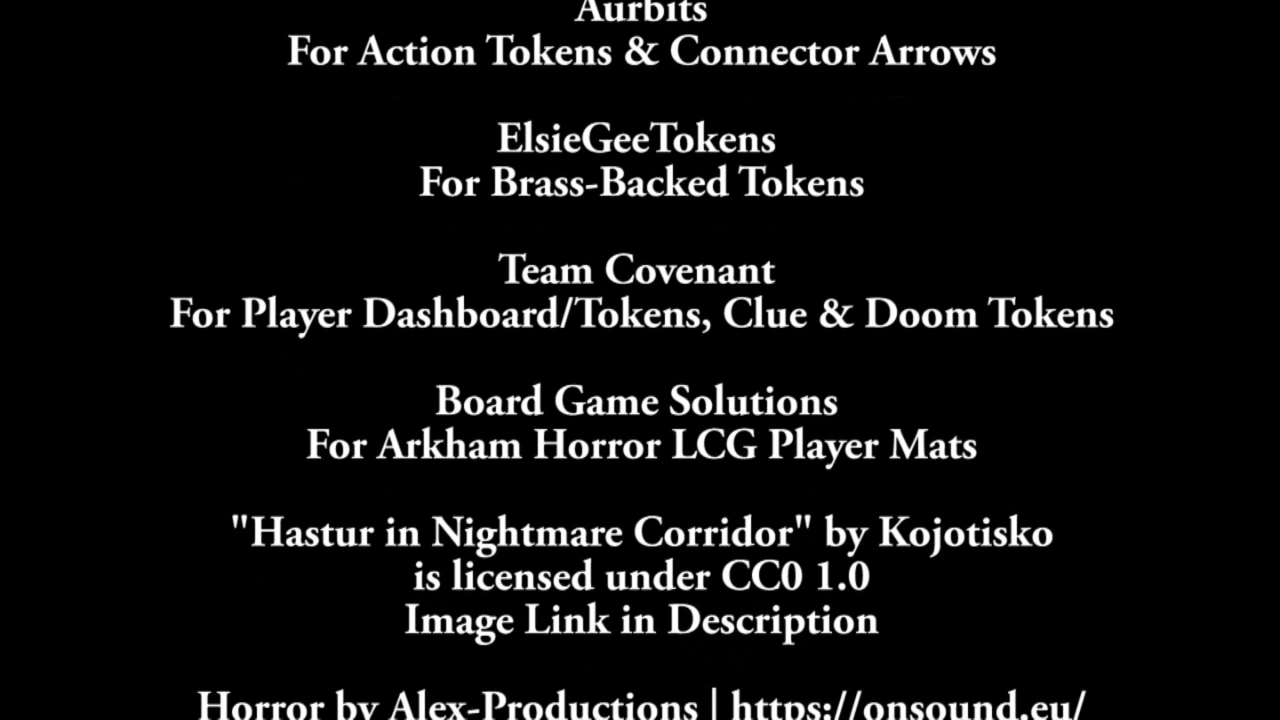 Aurbits
For Action Tokens & Connector Arrows
ElsieGeeTokens
For Brass-Backed Tokens
Team Covenant
For Player Dashboard/Tokens, Clue & Doom Tokens
Board Game Solutions
For Arkham Horror LCG Player Mats
"Hastur in Nightmare Corridor" by Kojotisko
is licensed under CC0 1.0
Image Link in Description
Horror by Alex-Productions | https://onsound.eu/